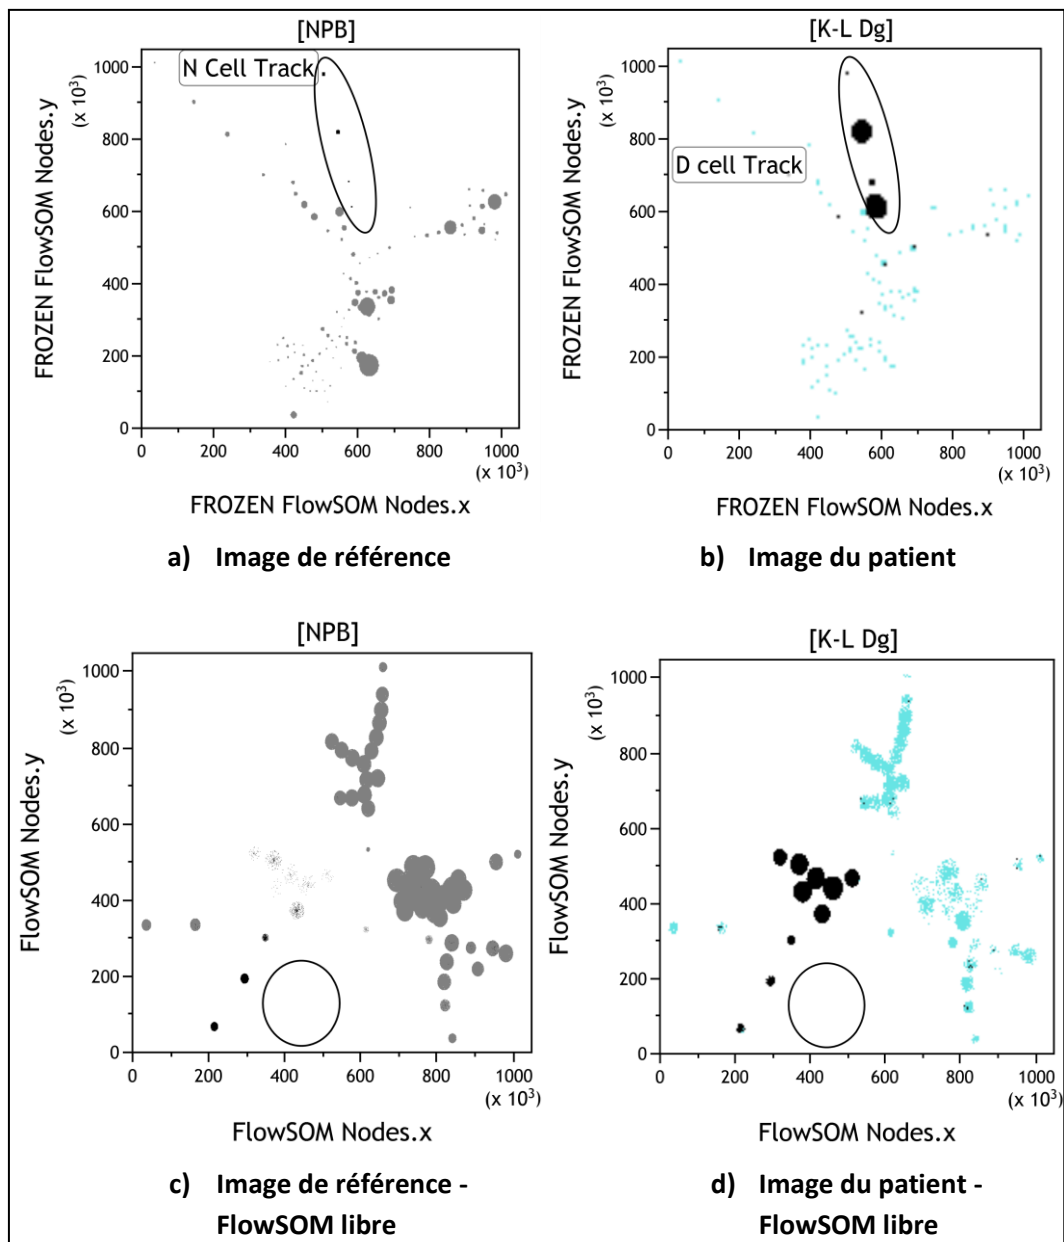 [NPB]
N Cell Track
FROZEN FlowSOM Nodes.y
(x 10³)
1000
800
600
400
200
0
0 200 400 600 800 1000
(x 10³)
FROZEN FlowSOM Nodes.x
a) Image de référence
[K-L Dg]
D cell Track
FROZEN FlowSOM Nodes.y
(x 10³)
1000
800
600
400
200
0
0 200 400 600 800 1000
(x 10³)
FROZEN FlowSOM Nodes.x
b) Image du patient
[NPB]
FlowSOM Nodes.y
(x 10³)
1000
800
600
400
200
0
0 200 400 600 800 1000
(x 10³)
FlowSOM Nodes.x
c) Image de référence -
FlowSOM libre
[K-L Dg]
FlowSOM Nodes.y
(x 10³)
1000
800
600
400
200
0
0 200 400 600 800 1000
(x 10³)
FlowSOM Nodes.x
d) Image du patient -
FlowSOM libre